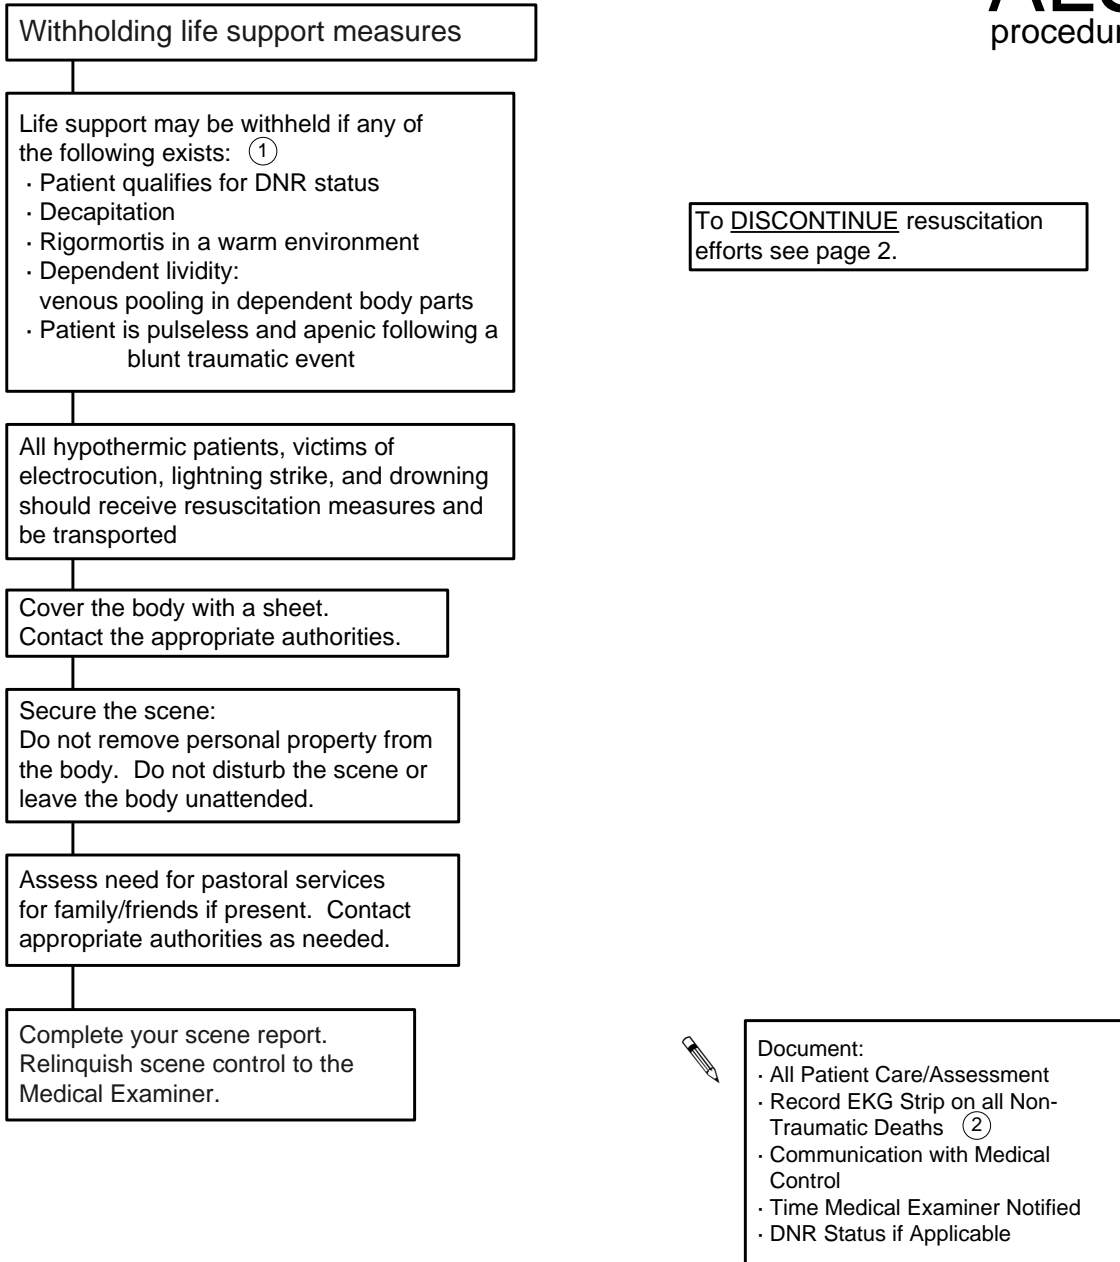 Withholding life support measures
procedur
Life support may be withheld if any of
the following exists: ①
· Patient qualifies for DNR status
· Decapitation
· Rigormortis in a warm environment
· Dependent lividity:
venous pooling in dependent body parts
· Patient is pulseless and apenic following a
blunt traumatic event
To DISCONTINUE resuscitation
efforts see page 2.
All hypothermic patients, victims of
electrocution, lightning strike, and drowning
should receive resuscitation measures and
be transported
Cover the body with a sheet.
Contact the appropriate authorities.
Secure the scene:
Do not remove personal property from
the body. Do not disturb the scene or
leave the body unattended.
Assess need for pastoral services
for family/friends if present. Contact
appropriate authorities as needed.
Complete your scene report.
Relinquish scene control to the
Medical Examiner.
Document:
· All Patient Care/Assessment
· Record EKG Strip on all Non-
Traumatic Deaths ②
· Communication with Medical
Control
· Time Medical Examiner Notified
· DNR Status if Applicable